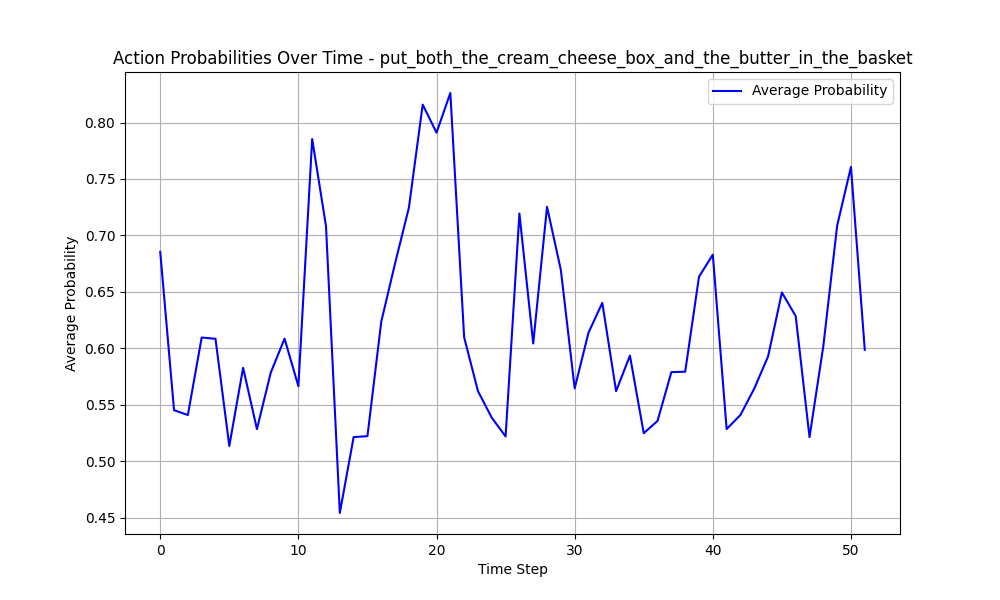 Action Probabilities Over Time - put_both_the_cream_cheese_box_and_the_butter_in_the_basket
Average Probability
0.80
0.75
0.70
0.65
0.60
0.55
0.50
0.45
Average Probability
0 10 20 30 40 50
Time Step